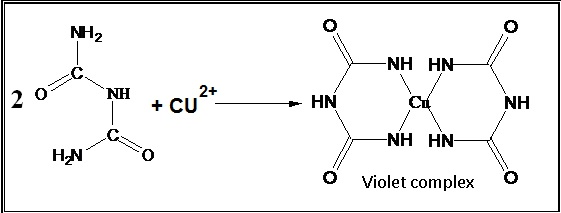 NH₂
C
O
NH
2
+ CU²⁺
C
H₂N
O
O
O
NH
HN
HN
Cu
NH
NH
HN
O
O
Violet complex